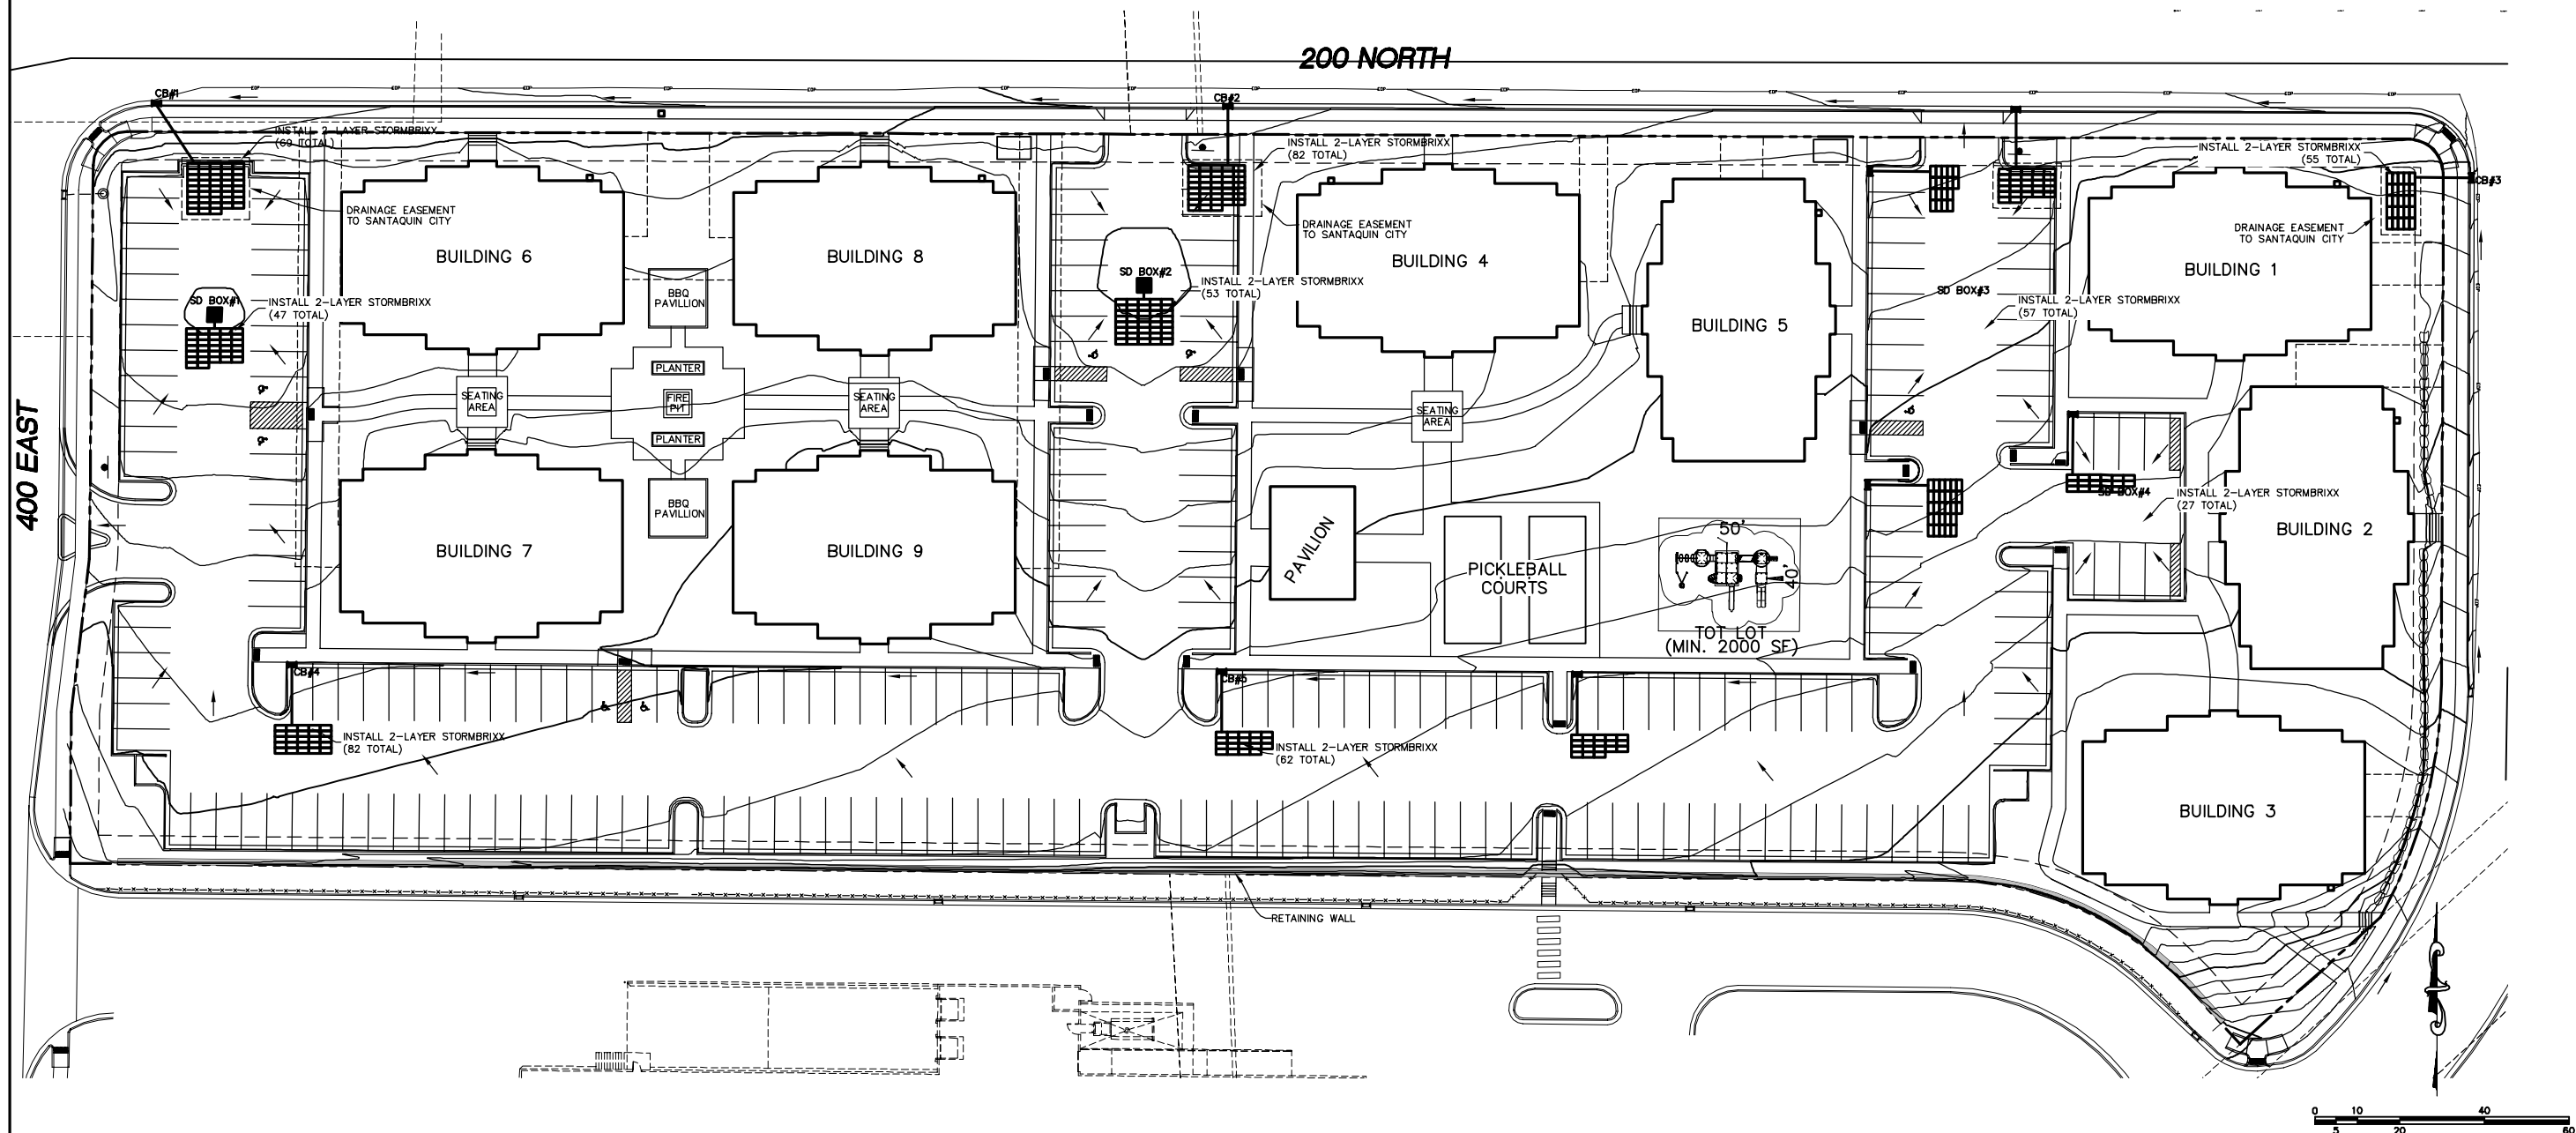 200 NORTH
CB#1
CB#2
INSTALL 2-LAYER STORMBRIXX
(69 TOTAL)
INSTALL 2-LAYER STORMBRIXX
(82 TOTAL)
INSTALL 2-LAYER STORMBRIXX
(55 TOTAL)
CB#3
DRAINAGE EASEMENT
TO SANTAQUIN CITY
DRAINAGE EASEMENT
TO SANTAQUIN CITY
DRAINAGE EASEMENT
TO SANTAQUIN CITY
BUILDING 6
BUILDING 8
BUILDING 4
BUILDING 1
BUILDING 5
SD BOX#1
INSTALL 2-LAYER STORMBRIXX
(47 TOTAL)
BBQ
PAVILLION
SD BOX#2
INSTALL 2-LAYER STORMBRIXX
(53 TOTAL)
SD BOX#3
INSTALL 2-LAYER STORMBRIXX
(57 TOTAL)
400 EAST
SEATING
AREA
PLANTER
FIRE
PIT
PLANTER
SEATING
AREA
SEATING
AREA
SD BOX#4
INSTALL 2-LAYER STORMBRIXX
(27 TOTAL)
BUILDING 2
BBQ
PAVILLION
BUILDING 7
BUILDING 9
PAVILION
PICKLEBALL
COURTS
50'
40'
TOT LOT
(MIN. 2000 SF)
CB#4
INSTALL 2-LAYER STORMBRIXX
(82 TOTAL)
CB#5
INSTALL 2-LAYER STORMBRIXX
(62 TOTAL)
BUILDING 3
RETAINING WALL
0 10 40
5 20 60